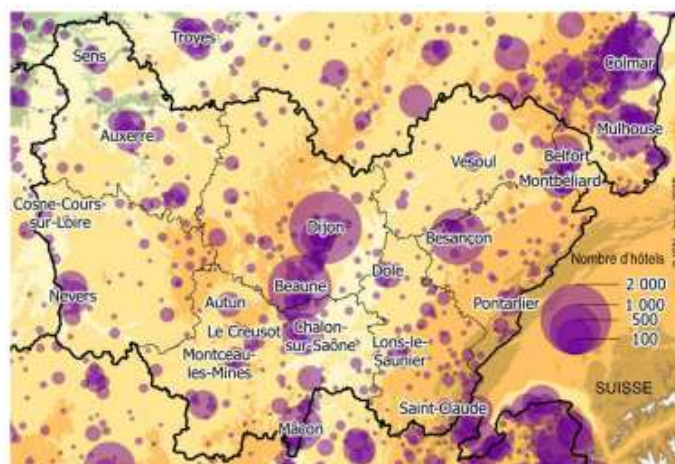 Troyes
Sens
Colmar
Auxerre
Mulhouse
Vesoul
Belfort
Montbéliard
Cosne-Cours-
sur-Loire
Dijon
Besançon
Nombre d'hôtels
Nevers
Beaune
Dole
2 000
Autun
Pontarlier
1 000
500
Le Creusot
Chalon-
sur-Saône
Lons-le-
Saunier
100
Montceau-
les-Mines
SUISSE
Saint-Claude
Mâcon